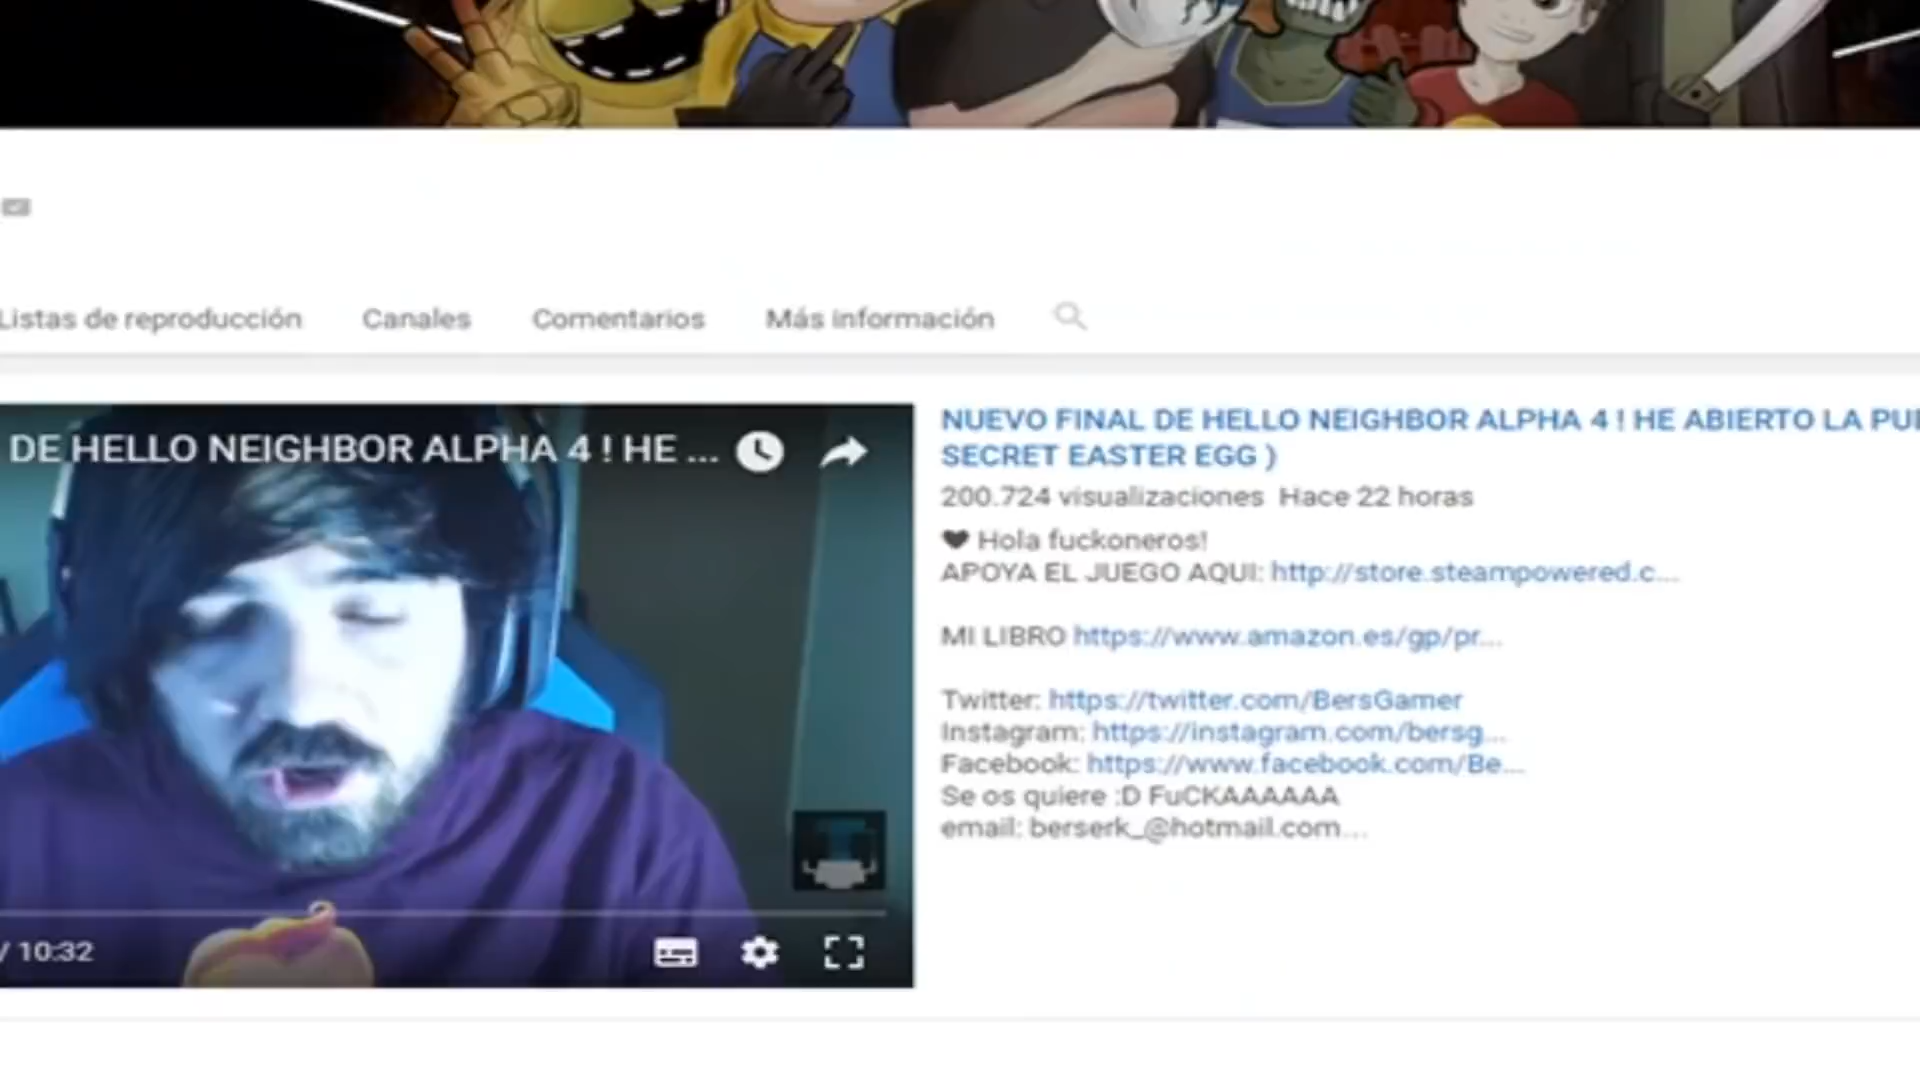 Listas de reproducción
Canales
Comentarios
Más información
DE HELLO NEIGHBOR ALPHA 4 ! HE ...
/ 10:32
NUEVO FINAL DE HELLO NEIGHBOR ALPHA 4 ! HE ABIERTO LA
SECRET EASTER EGG )
200.724 visualizaciones Hace 22 horas
♥ Hola fuckoneros!
APOYA EL JUEGO AQUI: http://store.steampowered.c...
MI LIBRO https://www.amazon.es/gp/pr...
Twitter: https://twitter.com/BersGamer
Instagram: https://instagram.com/bersg...
Facebook: https://www.facebook.com/Be...
Se os quiere :D FuCKAAAAAA
email: berserk_@hotmail.com...